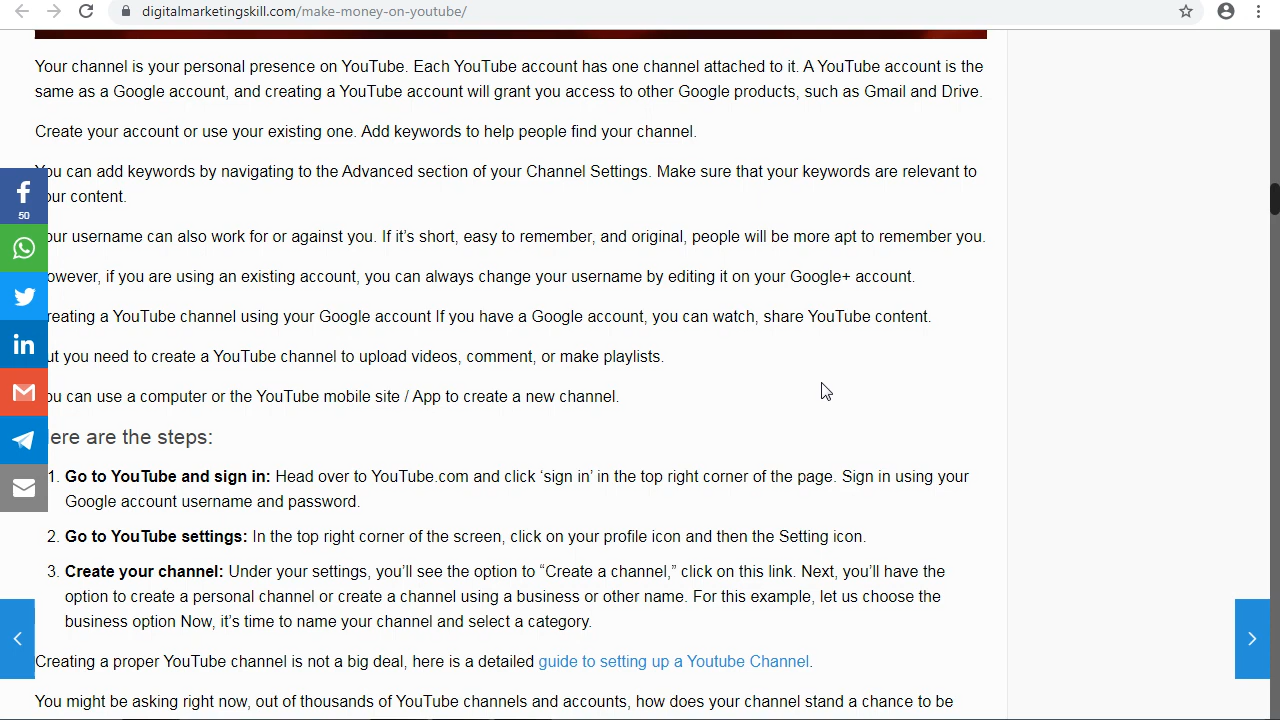 digitalmarketingskill.com/make-money-on-youtube/
Your channel is your personal presence on YouTube. Each YouTube account has one channel attached to it. A YouTube account is the
same as a Google account, and creating a YouTube account will grant you access to other Google products, such as Gmail and Drive.
Create your account or use your existing one. Add keywords to help people find your channel.
You can add keywords by navigating to the Advanced section of your Channel Settings. Make sure that your keywords are relevant to
your content.
our username can also work for or against you. If it's short, easy to remember, and original, people will be more apt to remember you.
owever, if you are using an existing account, you can always change your username by editing it on your Google+ account.
reating a YouTube channel using your Google account If you have a Google account, you can watch, share YouTube content.
ut you need to create a YouTube channel to upload videos, comment, or make playlists.
ou can use a computer or the YouTube mobile site / App to create a new channel.
ere are the steps:
1. Go to YouTube and sign in: Head over to YouTube.com and click ‘sign in’ in the top right corner of the page. Sign in using your
Google account username and password.
2. Go to YouTube settings: In the top right corner of the screen, click on your profile icon and then the Setting icon.
3. Create your channel: Under your settings, you’ll see the option to “Create a channel,” click on this link. Next, you’ll have the
option to create a personal channel or create a channel using a business or other name. For this example, let us choose the
business option Now, it’s time to name your channel and select a category.
Creating a proper YouTube channel is not a big deal, here is a detailed guide to setting up a Youtube Channel.
You might be asking right now, out of thousands of YouTube channels and accounts, how does your channel stand a chance to be
50